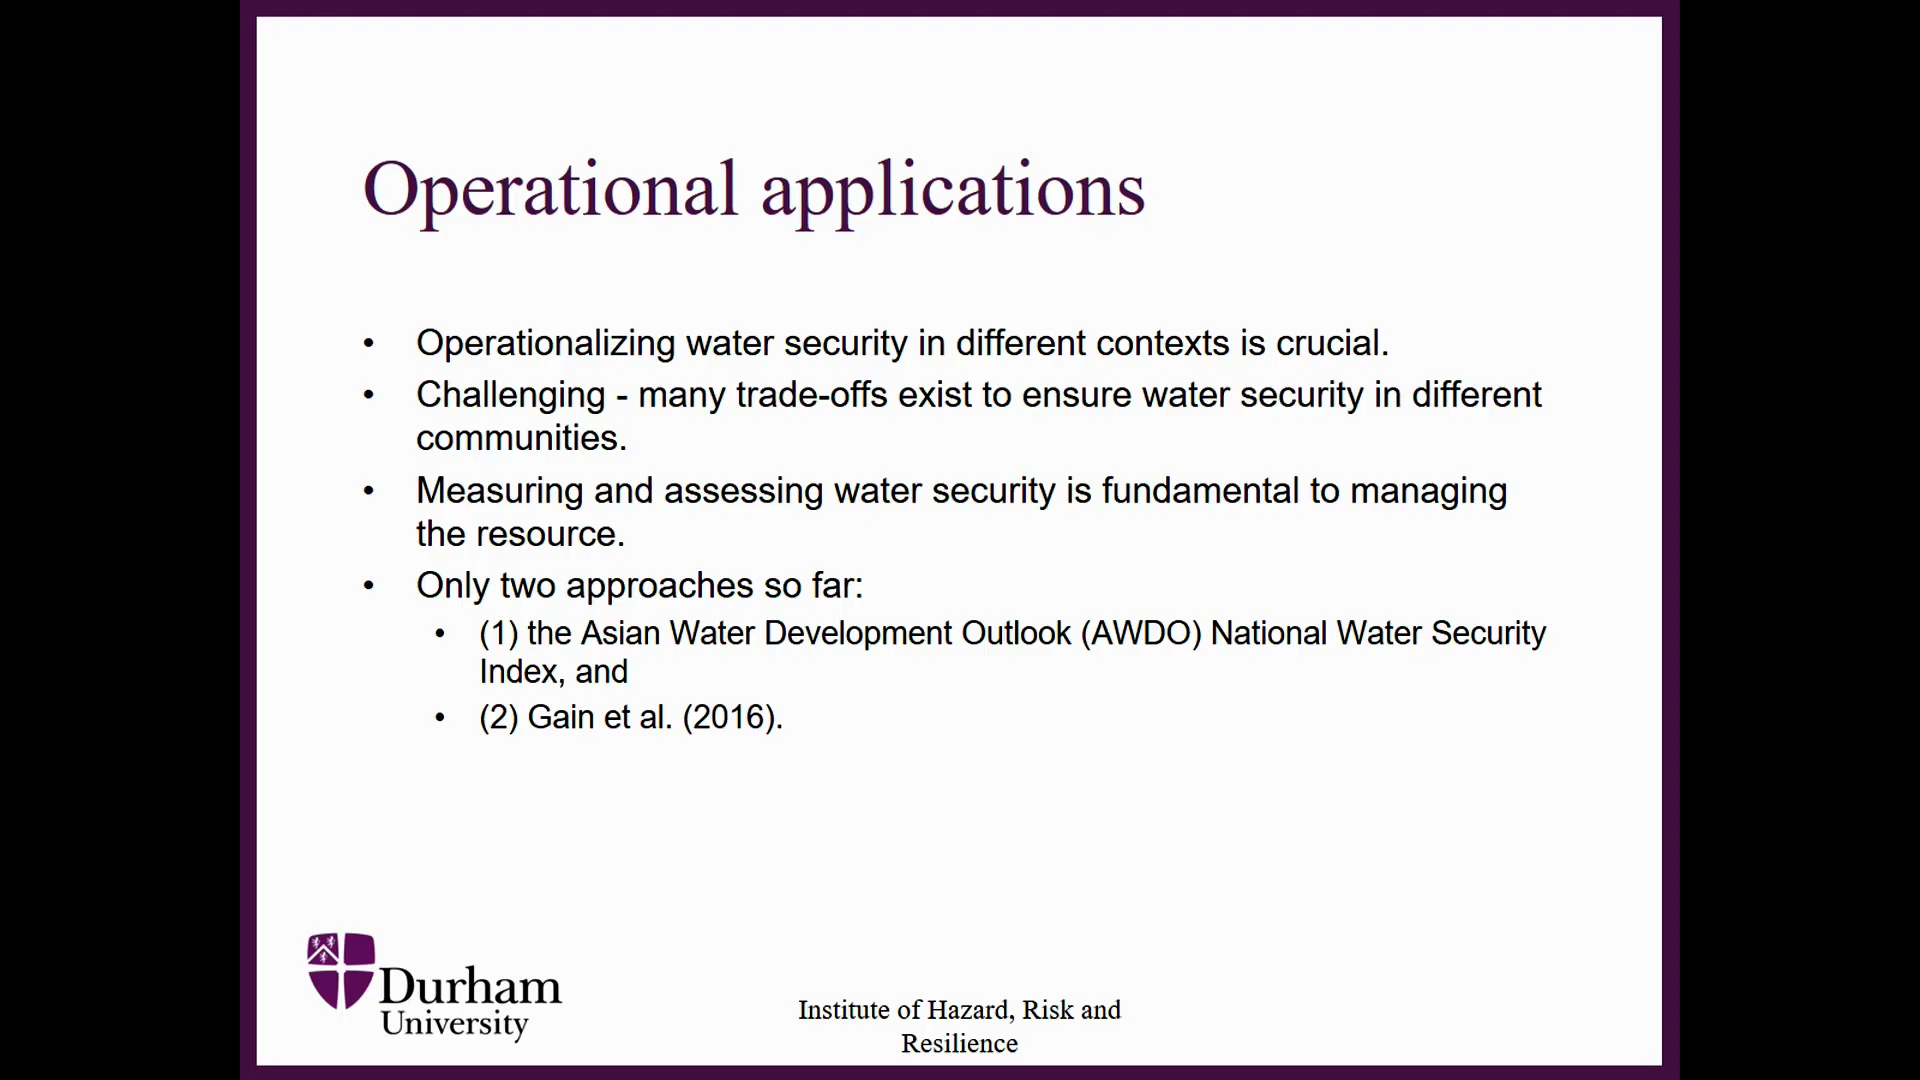 Operational applications
• Operationalizing water security in different contexts is crucial.
• Challenging - many trade-offs exist to ensure water security in different
communities.
• Measuring and assessing water security is fundamental to managing
the resource.
• Only two approaches so far:
• (1) the Asian Water Development Outlook (AWDO) National Water Security
Index, and
• (2) Gain et al. (2016).
Durham
University
Institute of Hazard, Risk and
Resilience